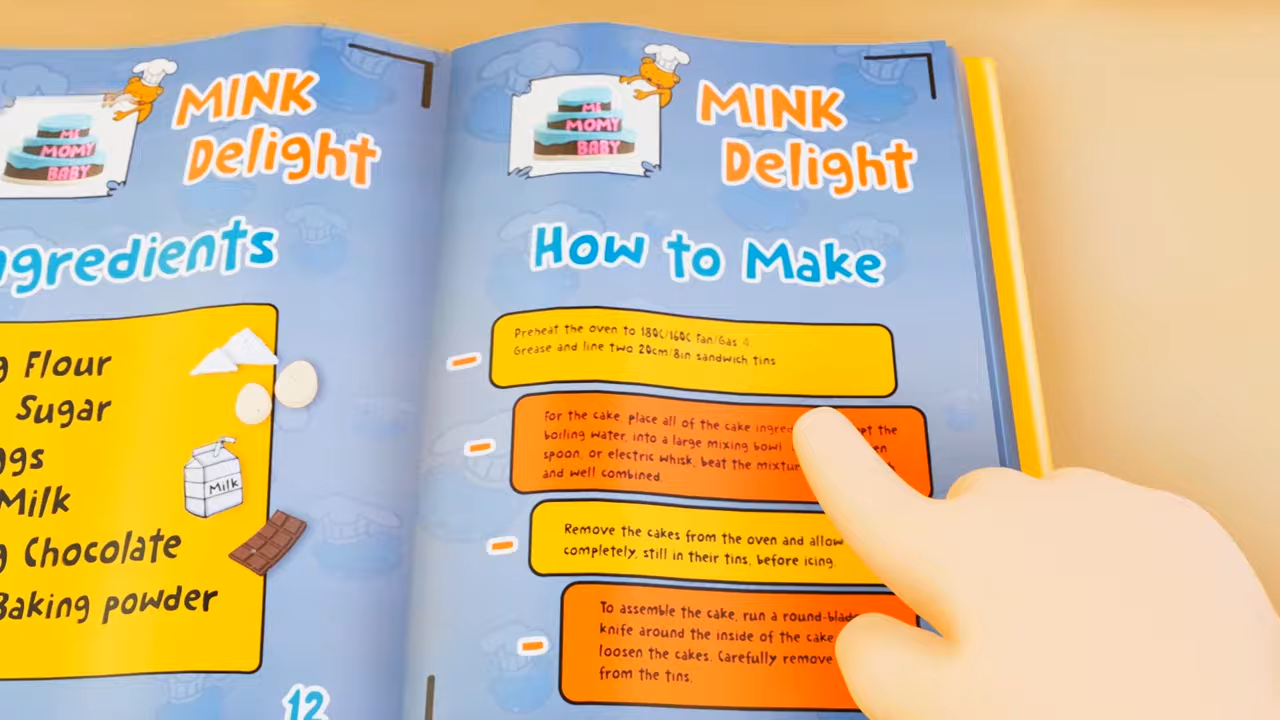 MINK
Delight
ME
MOMY
BABY
ngredients
g Flour
Sugar
ggs
Milk
g Chocolate
Baking powder
Milk
12
MINK
Delight
ME
MOMY
BABY
How to Make
Preheat the oven to 180C/160C fan/Gas 4
Grease and line two 20cm/8in sandwich tins
For the cake, place all of the cake ingre pt the
boiling water, into a large mixing bowl en
spoon, or electric whisk, beat the mixtur
and well combined.
Remove the cakes from the oven and allow
completely, still in their tins, before icing.
To assemble the cake, run a round-blad
knife around the inside of the cake
loosen the cakes. Carefully remove
from the tins.